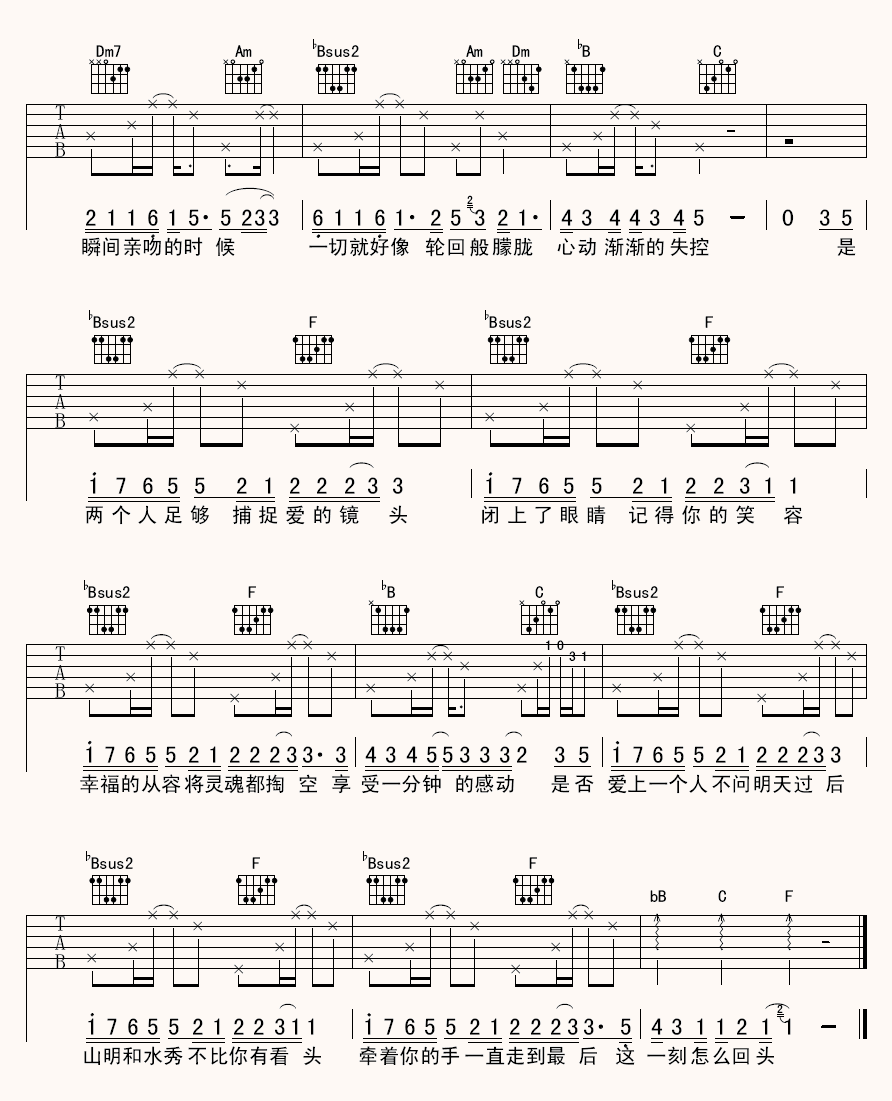 Dm7 Am ♭Bsus2 Am Dm ♭B C
2 1 1 6 1 5· 5 2 3 3 6 1 1 6 1· 2 5 2 3 2 1· 4 3 4 4 3 4 5 － 0 3 5
瞬间亲吻的时 候 一切就好像 轮回般朦胧 心动 渐渐的失控 是
♭Bsus2 F ♭Bsus2 F
1 7 6 5 5 2 1 2 2 2 3 3 1 7 6 5 5 2 1 2 2 3 1 1
两个人足够 捕捉爱的镜 头 闭上了眼睛 记得你的笑 容
♭Bsus2 F ♭B C ♭Bsus2 F
1 0 3 1
1 7 6 5 5 2 1 2 2 2 3 3· 3 4 3 4 5 5 3 3 3 2 3 5 1 7 6 5 5 2 1 2 2 2 3 3
幸福的从容将灵魂都掏 空 享 受一分钟 的感动 是否 爱上一个人不问明天过 后
♭Bsus2 F ♭Bsus2 F bB C F
1 7 6 5 5 2 1 2 2 3 1 1 1 7 6 5 5 2 1 2 2 2 3 3· 5 4 3 1 1 2 1 2 1 －
山明和水秀不比你有看 头 牵着你的手一直走到最 后 这 一刻怎么回头